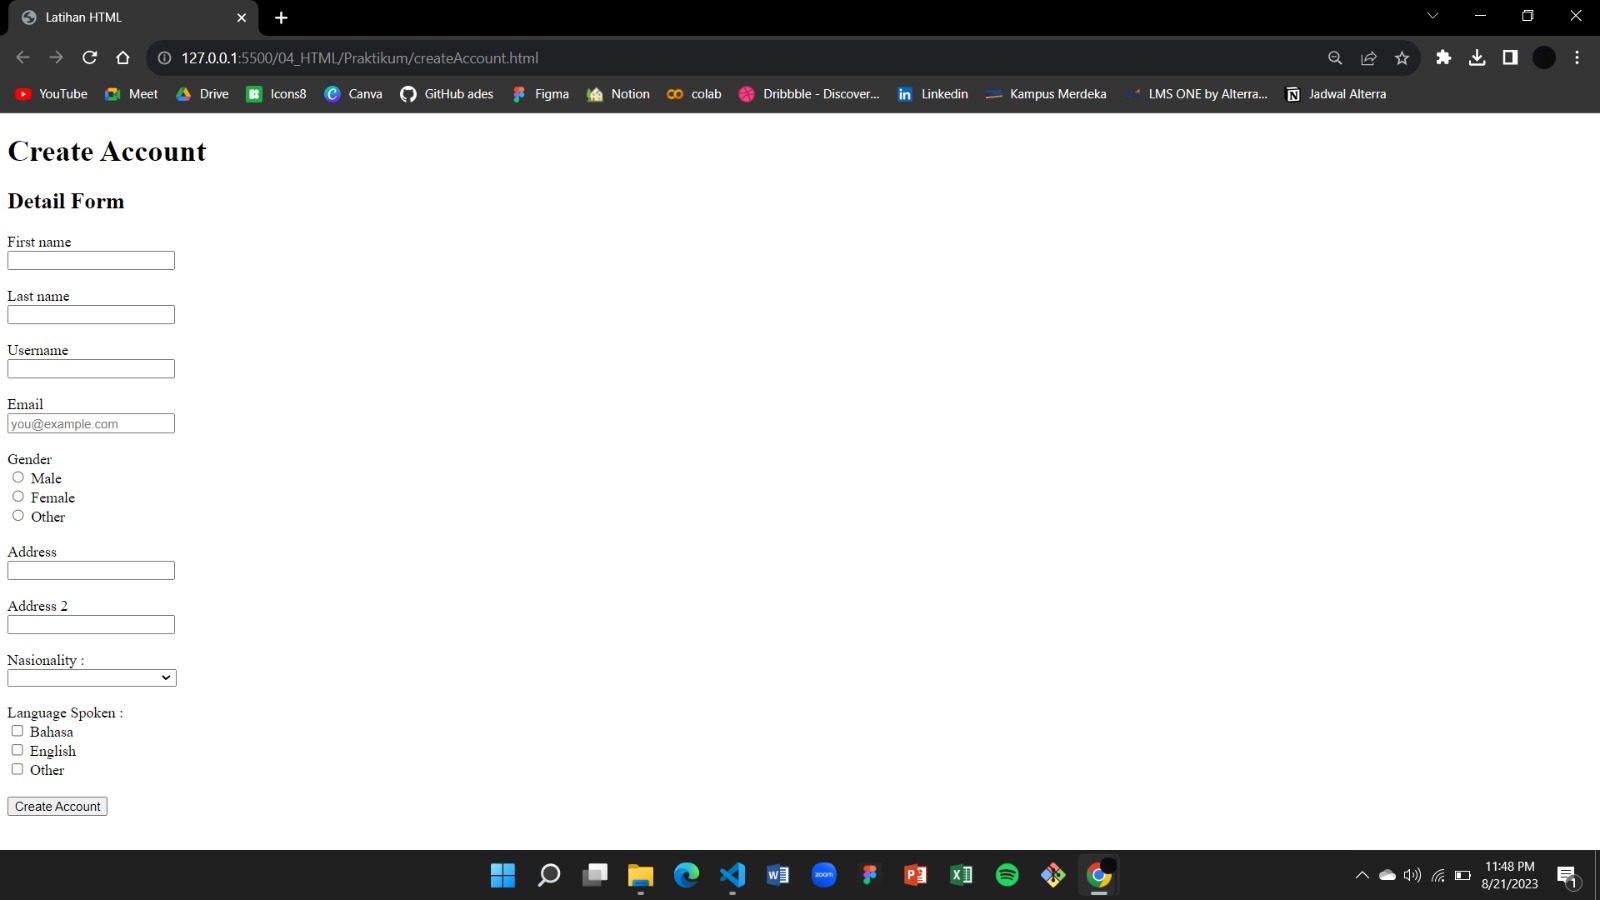 Latihan HTML
127.0.0.1:5500/04_HTML/Praktikum/createAccount.html
YouTube Meet Drive Icons8 Canva GitHub ades Figma Notion colab Dribbble - Discover... Linkedin Kampus Merdeka LMS ONE by Alterra... Jadwal Alterra
Create Account
Detail Form
First name
Last name
Username
Email
you@example.com
Gender
Male
Female
Other
Address
Address 2
Nasionality :
Language Spoken :
Bahasa
English
Other
Create Account
zoom
11:48 PM
8/21/2023
1